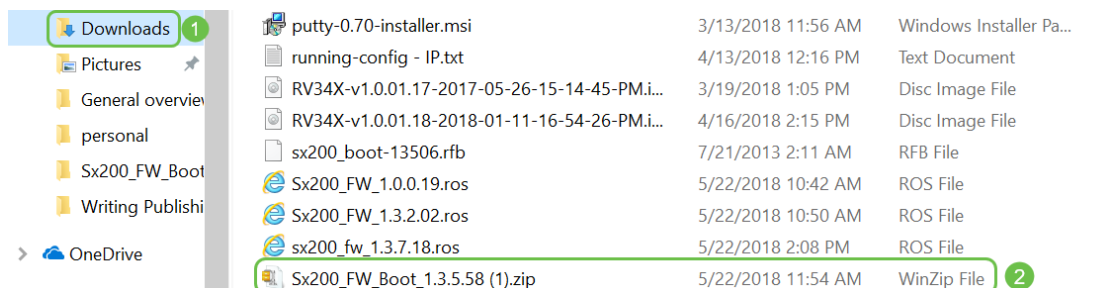 Downloads 1
Pictures
General overview
personal
Sx200_FW_Boot
Writing Publishi
OneDrive
putty-0.70-installer.msi 3/13/2018 11:56 AM Windows Installer Pa...
running-config - IP.txt 4/13/2018 12:16 PM Text Document
RV34X-v1.0.01.17-2017-05-26-15-14-45-PM.i... 3/19/2018 1:05 PM Disc Image File
RV34X-v1.0.01.18-2018-01-11-16-54-26-PM.i... 4/16/2018 2:15 PM Disc Image File
sx200_boot-13506.rfb 7/21/2013 2:11 AM RFB File
Sx200_FW_1.0.0.19.ros 5/22/2018 10:42 AM ROS File
Sx200_FW_1.3.2.02.ros 5/22/2018 10:50 AM ROS File
sx200_fw_1.3.7.18.ros 5/22/2018 2:08 PM ROS File
Sx200_FW_Boot_1.3.5.58 (1).zip 5/22/2018 11:54 AM WinZip File 2